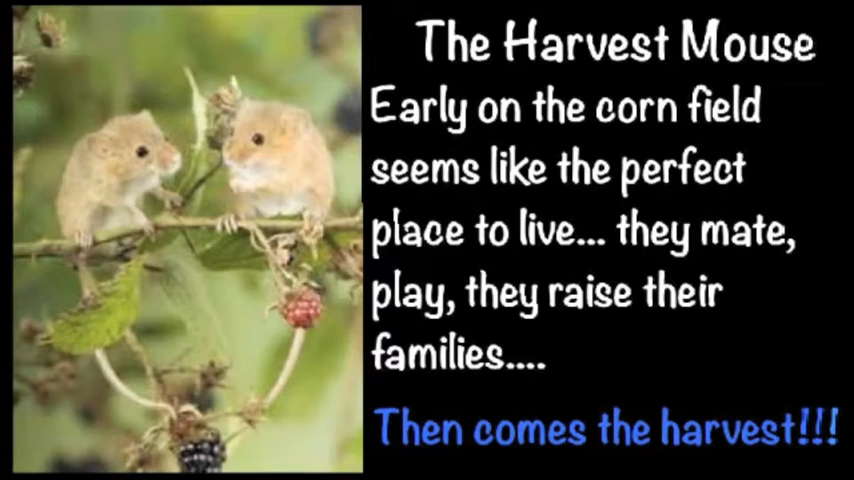 The Harvest Mouse
Early on the corn field
seems like the perfect
place to live... they mate,
play, they raise their
families....
Then comes the harvest!!!